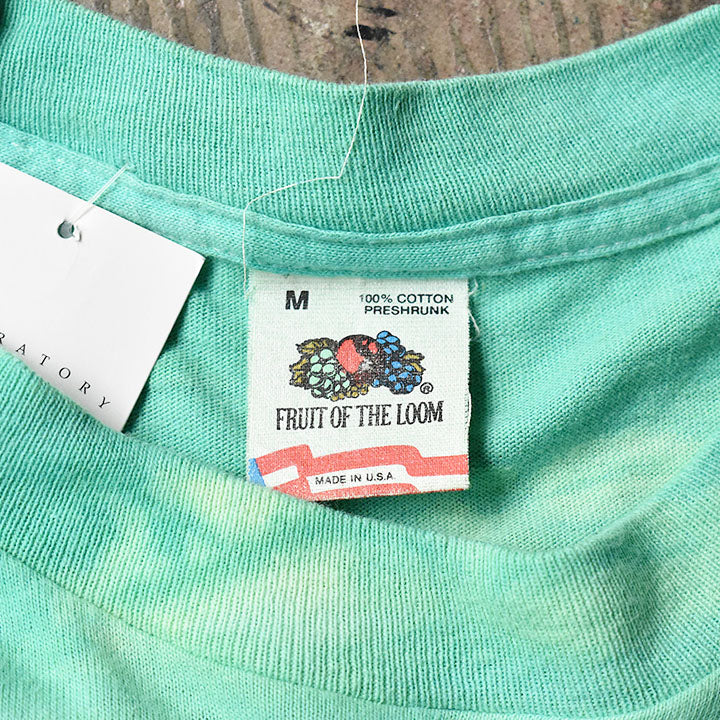 M
100% COTTON
PRESHRUNK
®
FRUIT OF THE LOOM
MADE IN U.S.A.
RATORY